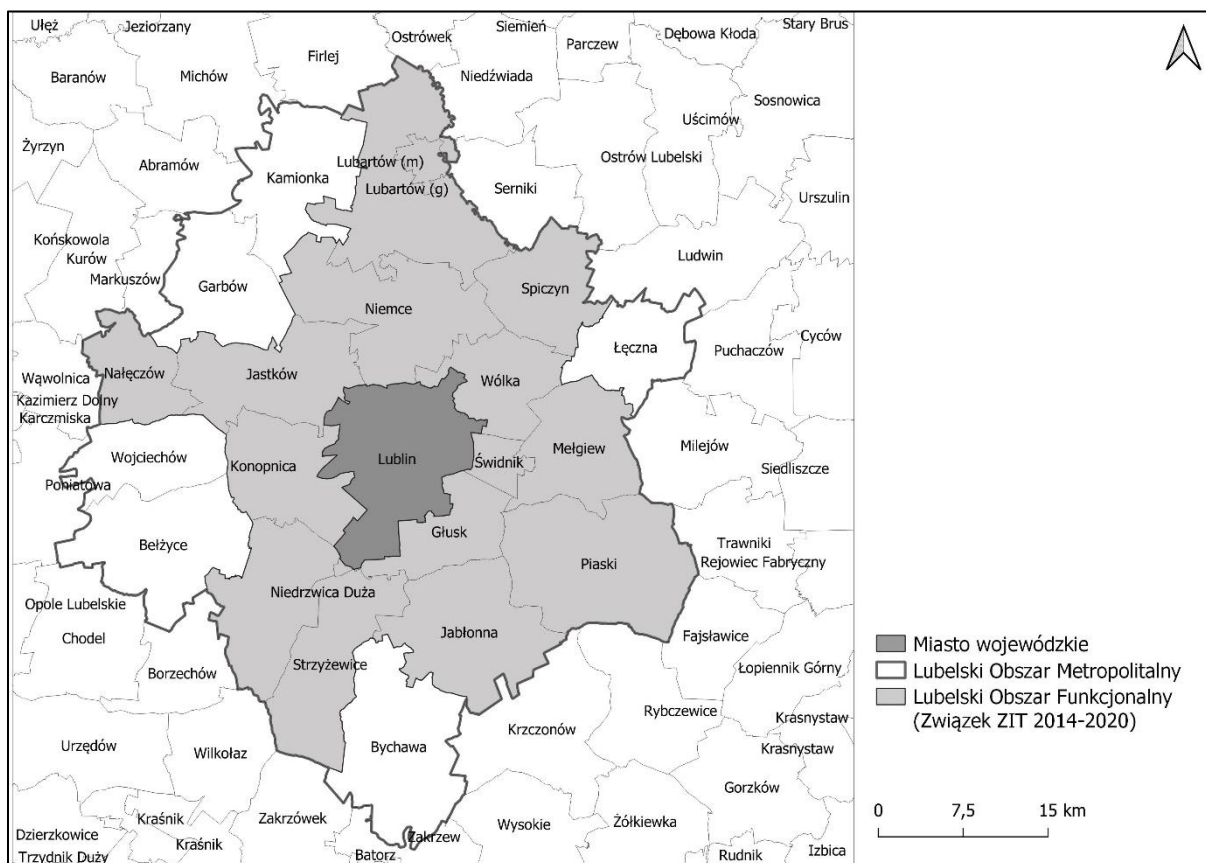 Ułęż
Jeziorzany
Siemień
Stary Brus
Ostrówek
Dębowa Kłoda
Parczew
Firlej
Baranów
Michów
Niedźwiada
Sosnowica
Uścimów
Żyrzyn
Abramów
Lubartów (m)
Ostrów Lubelski
Kamionka
Lubartów (g)
Serniki
Urszulin
Końskowola
Kurów
Ludwin
Markuszów
Garbów
Spiczyn
Niemce
Cyców
Łęczna
Puchaczów
Wąwolnica
Nałęczów
Jastków
Wólka
Kazimierz Dolny
Karczmiska
Mełgiew
Milejów
Wojciechów
Konopnica
Lublin
Świdnik
Siedliszcze
Poniatowa
Głusk
Bełżyce
Trawniki
Piaski
Rejowiec Fabryczny
Niedrzwica Duża
Opole Lubelskie
Jabłonna
Chodel
Fajsławice
Strzyżewice
Borzechów
Łopiennik Górny
Rybczewice
Krasnystaw
Krzczonów
Urzędów
Wilkołaz
Bychawa
Krasnystaw
Gorzków
Kraśnik
Zakrzówek
Wysokie
Żółkiewka
Dzierzkowice
Kraśnik
Zakrzew
Trzydnik Duży
Batorz
Rudnik
Izbica
Miasto wojewódzkie
Lubelski Obszar Metropolitalny
Lubelski Obszar Funkcjonalny
(Związek ZIT 2014-2020)
0 7,5 15 km